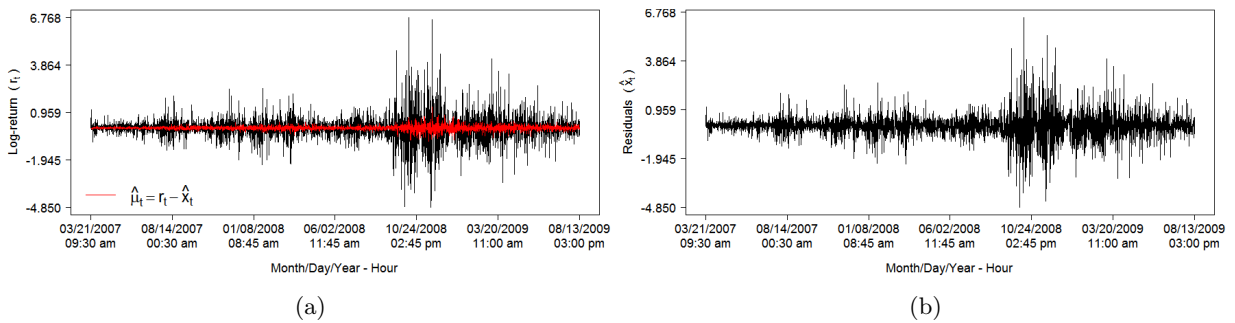 6.768
3.864
0.959
-1.945
-4.850
Log-return ( r_t )
μ̂_t = r_t − x̂_t
03/21/2007 08/14/2007 01/08/2008 06/02/2008 10/24/2008 03/20/2009 08/13/2009
09:30 am 00:30 am 08:45 am 11:45 am 02:45 pm 11:00 am 03:00 pm
Month/Day/Year - Hour
(a)
6.768
3.864
0.959
-1.945
-4.850
Residuals ( x̂_t )
03/21/2007 08/14/2007 01/08/2008 06/02/2008 10/24/2008 03/20/2009 08/13/2009
09:30 am 00:30 am 08:45 am 11:45 am 02:45 pm 11:00 am 03:00 pm
Month/Day/Year - Hour
(b)